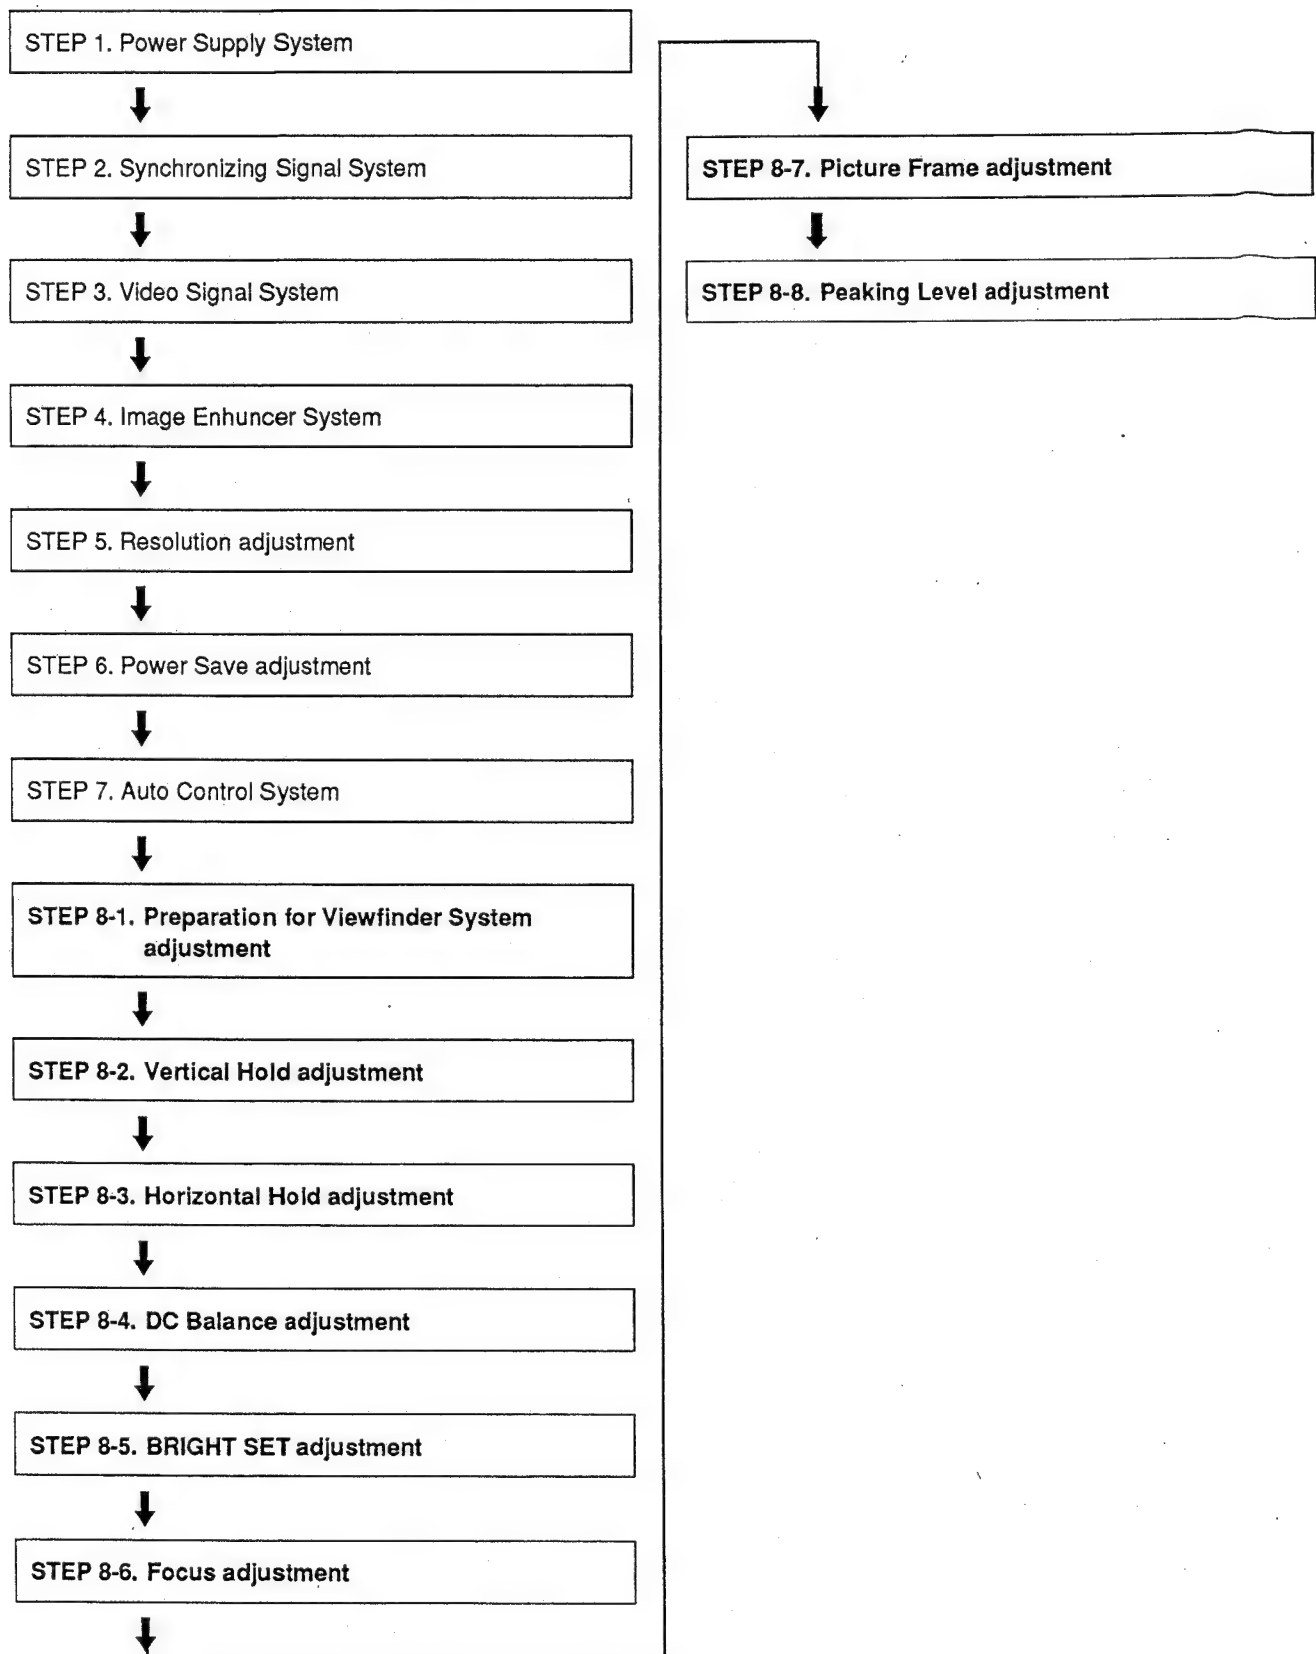 STEP 1. Power Supply System
STEP 2. Synchronizing Signal System
STEP 3. Video Signal System
STEP 4. Image Enhuncer System
STEP 5. Resolution adjustment
STEP 6. Power Save adjustment
STEP 7. Auto Control System
STEP 8-1. Preparation for Viewfinder System
adjustment
STEP 8-2. Vertical Hold adjustment
STEP 8-3. Horizontal Hold adjustment
STEP 8-4. DC Balance adjustment
STEP 8-5. BRIGHT SET adjustment
STEP 8-6. Focus adjustment
STEP 8-7. Picture Frame adjustment
STEP 8-8. Peaking Level adjustment